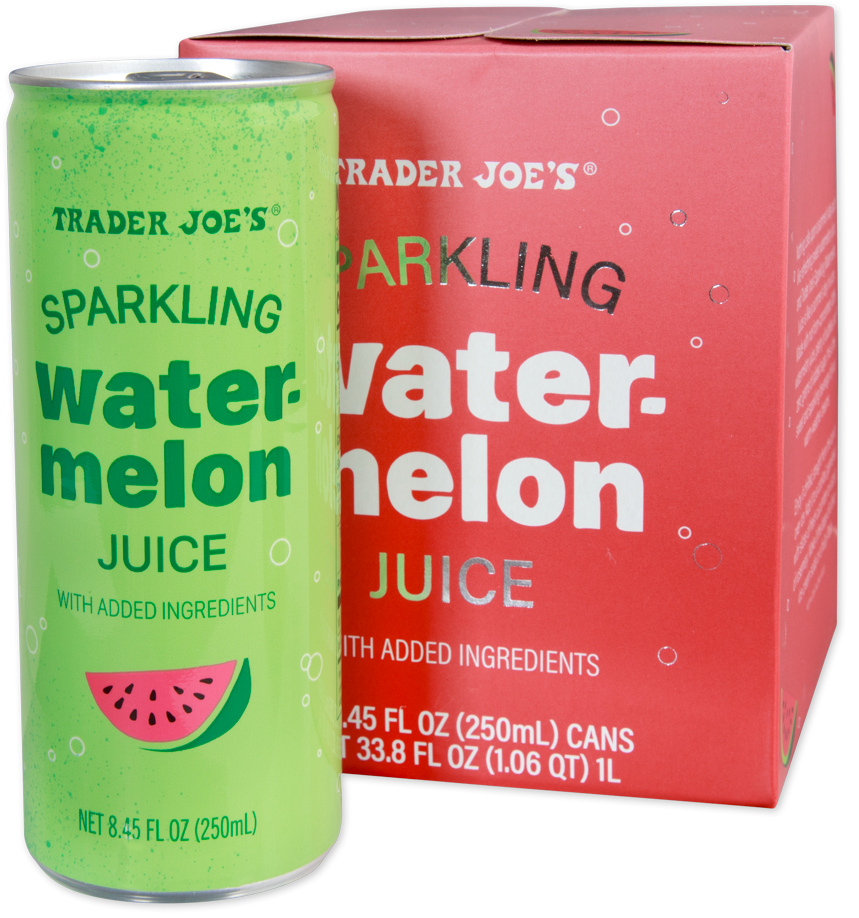 TRADER JOE'S®
SPARKLING
water-
melon
JUICE
WITH ADDED INGREDIENTS
NET 8.45 FL OZ (250mL)
TRADER JOE'S®
PARKLING
water-
melon
JUICE
ITH ADDED INGREDIENTS
.45 FL OZ (250mL) CANS
T 33.8 FL OZ (1.06 QT) 1L